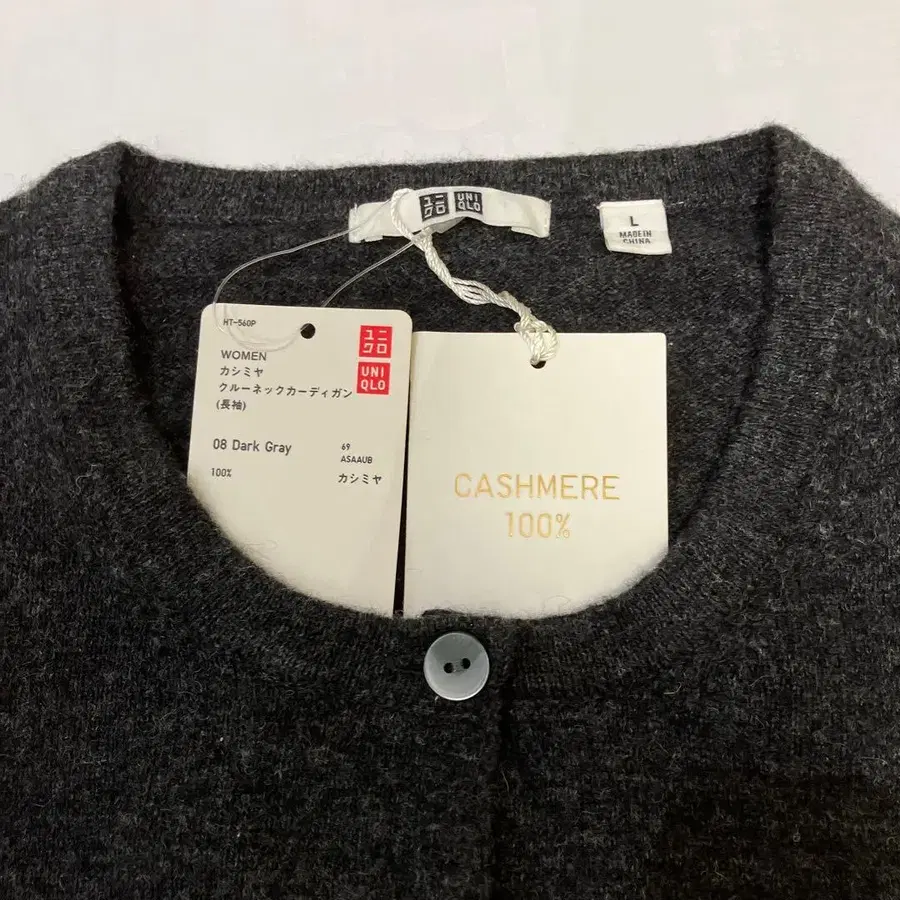 ユニ
クロ
UNI
QLO
L
MADE IN
CHINA
HT-560P
WOMEN
カシミヤ
クルーネックカーディガン
(長袖)
ユニ
クロ
UNI
QLO
08 Dark Gray
69
ASAAUB
100%
カシミヤ
CASHMERE
100%